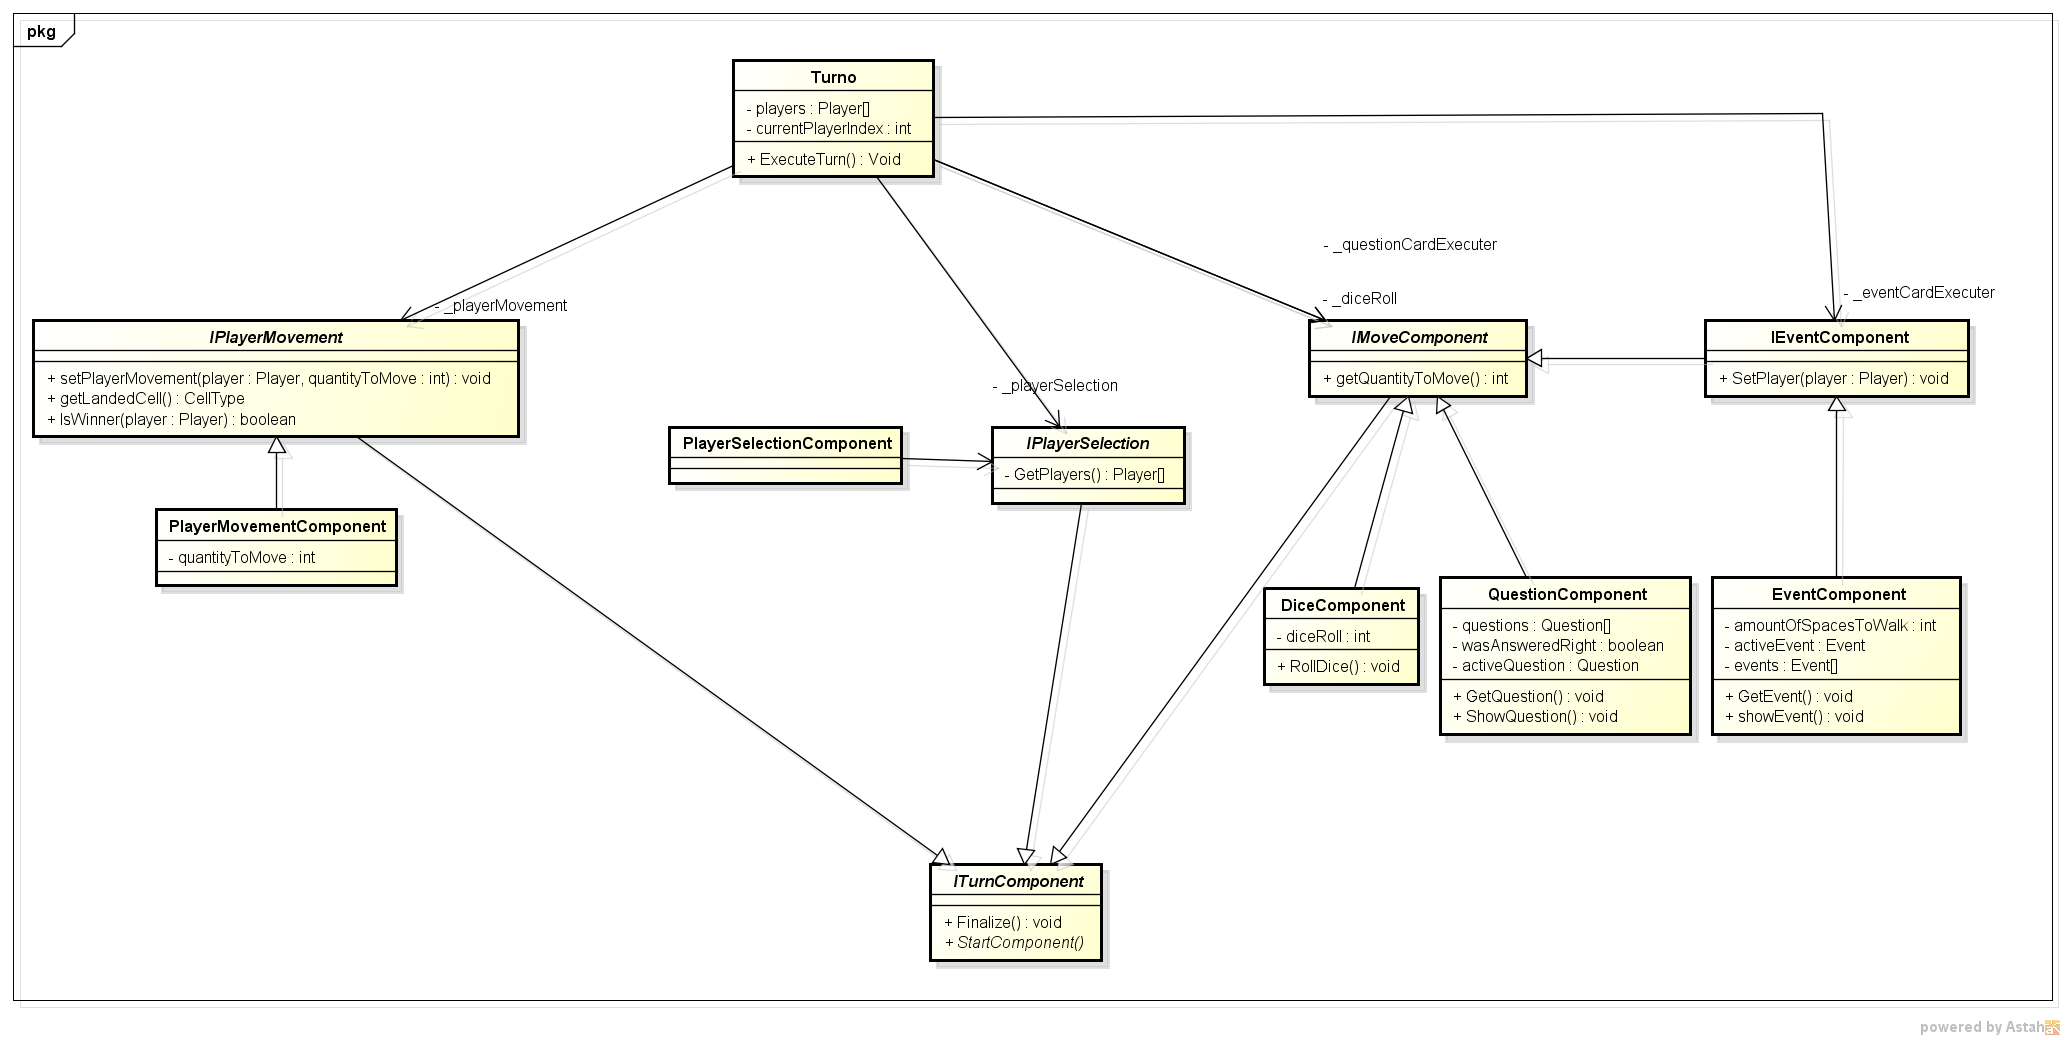 pkg
Turno
- players : Player[]
- currentPlayerIndex : int
+ ExecuteTurn() : Void
- _questionCardExecuter
- _diceRoll
- _eventCardExecuter
- _playerMovement
- _playerSelection
IPlayerMovement
+ setPlayerMovement(player : Player, quantityToMove : int) : void
+ getLandedCell() : CellType
+ IsWinner(player : Player) : boolean
IMoveComponent
+ getQuantityToMove() : int
IEventComponent
+ SetPlayer(player : Player) : void
PlayerSelectionComponent
IPlayerSelection
- GetPlayers() : Player[]
PlayerMovementComponent
- quantityToMove : int
DiceComponent
- diceRoll : int
+ RollDice() : void
QuestionComponent
- questions : Question[]
- wasAnsweredRight : boolean
- activeQuestion : Question
+ GetQuestion() : void
+ ShowQuestion() : void
EventComponent
- amountOfSpacesToWalk : int
- activeEvent : Event
- events : Event[]
+ GetEvent() : void
+ showEvent() : void
ITurnComponent
+ Finalize() : void
+ StartComponent()
powered by Astah